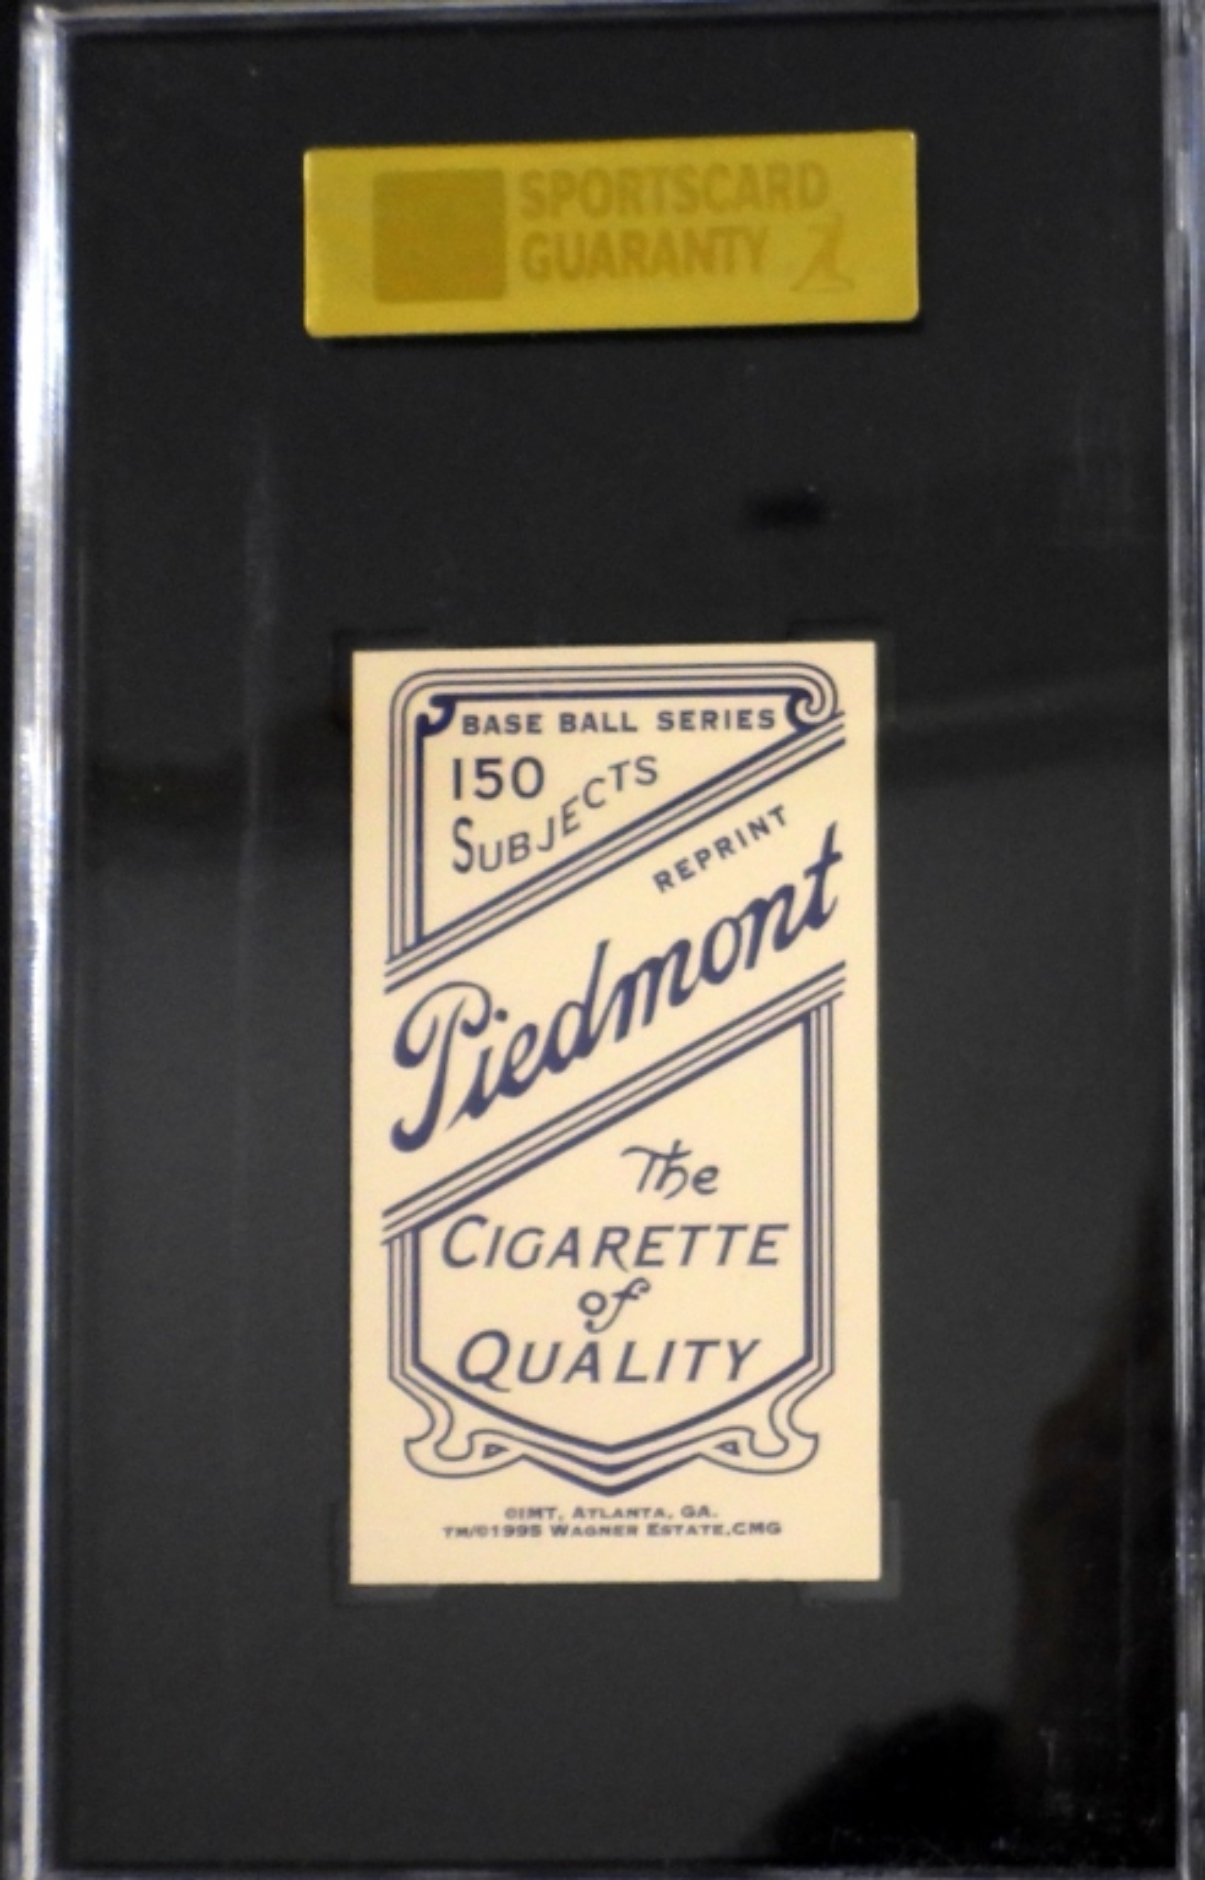 SPORTSCARD
GUARANTY
BASE BALL SERIES
150
SUBJECTS
REPRINT
Piedmont
The
CIGARETTE
of
QUALITY
©IMT, ATLANTA, GA.
TM/©1995 WAGNER ESTATE,CMG